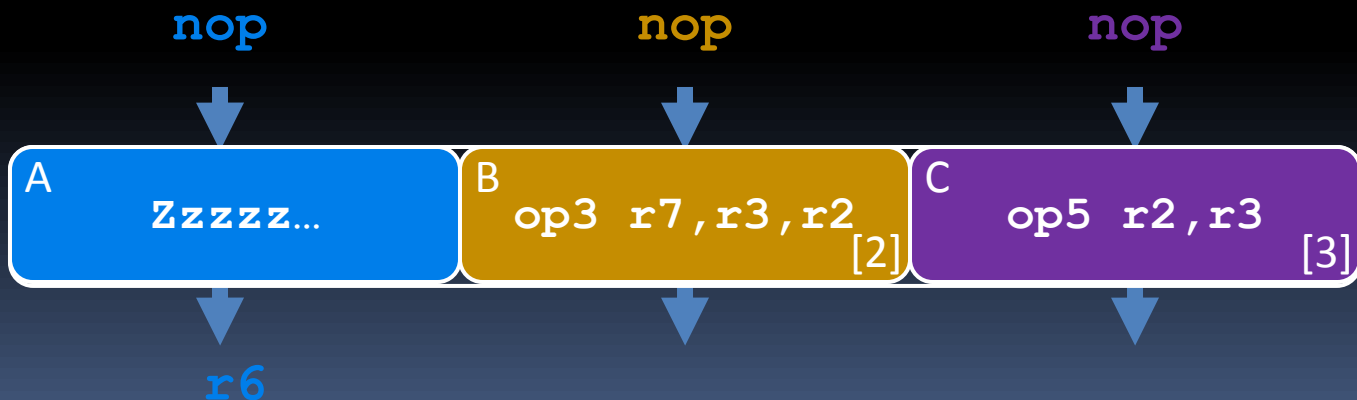 nop nop nop
A B C
Zzzzz… op3 r7,r3,r2 op5 r2,r3
[2] [3]
r6